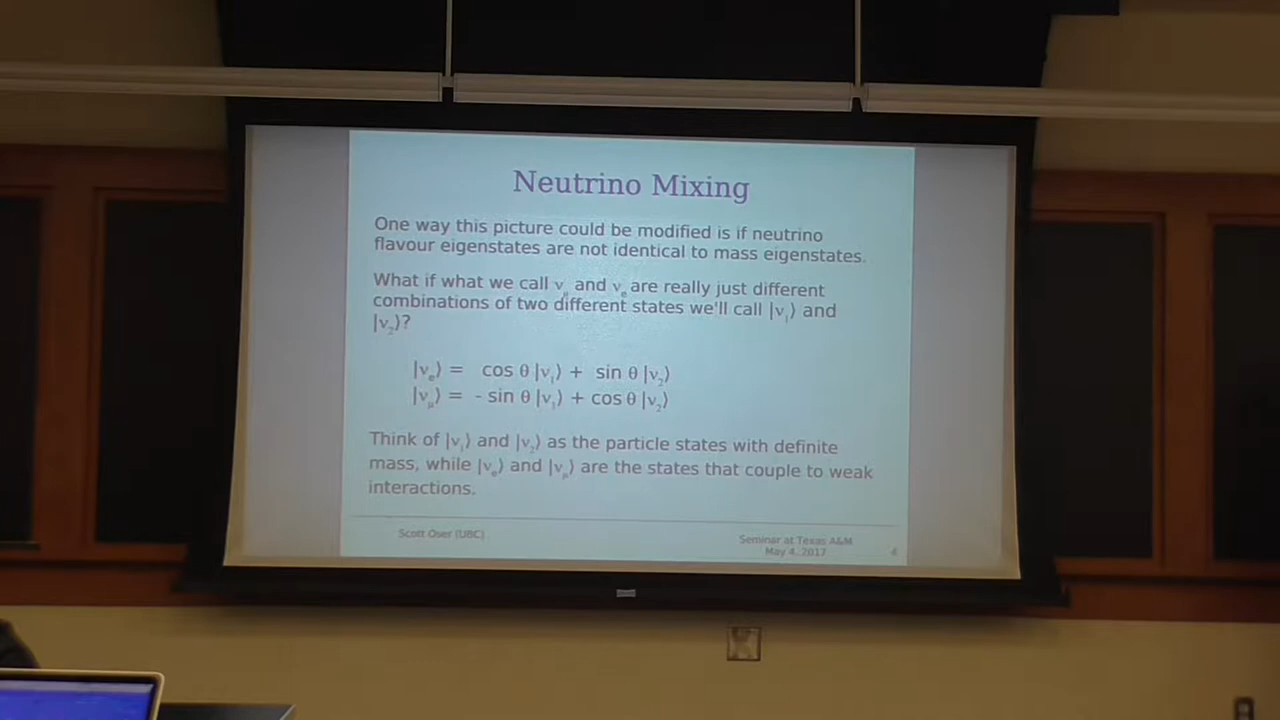 Neutrino Mixing
One way this picture could be modified is if neutrino
flavour eigenstates are not identical to mass eigenstates.
What if what we call νμ and νe are really just different
combinations of two different states we'll call |ν1⟩ and
|ν2⟩?
|νe⟩ = cos θ |ν1⟩ + sin θ |ν2⟩
|νμ⟩ = - sin θ |ν1⟩ + cos θ |ν2⟩
Think of |ν1⟩ and |ν2⟩ as the particle states with definite
mass, while |νe⟩ and |νμ⟩ are the states that couple to weak
interactions.
Scott Oser (UBC)
Seminar at Texas A&M
May 4, 2017
4